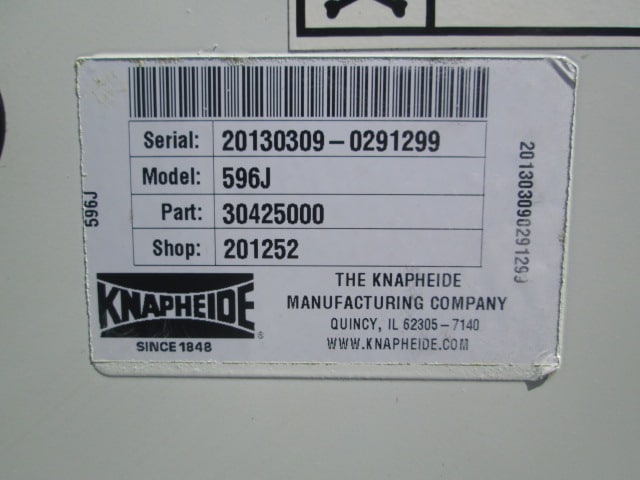 Serial: 20130309-0291299
Model: 596J
Part: 30425000
Shop: 201252
596J
201303090291299
KNAPHEIDE
SINCE 1848
THE KNAPHEIDE
MANUFACTURING COMPANY
QUINCY, IL 62305-7140
WWW.KNAPHEIDE.COM